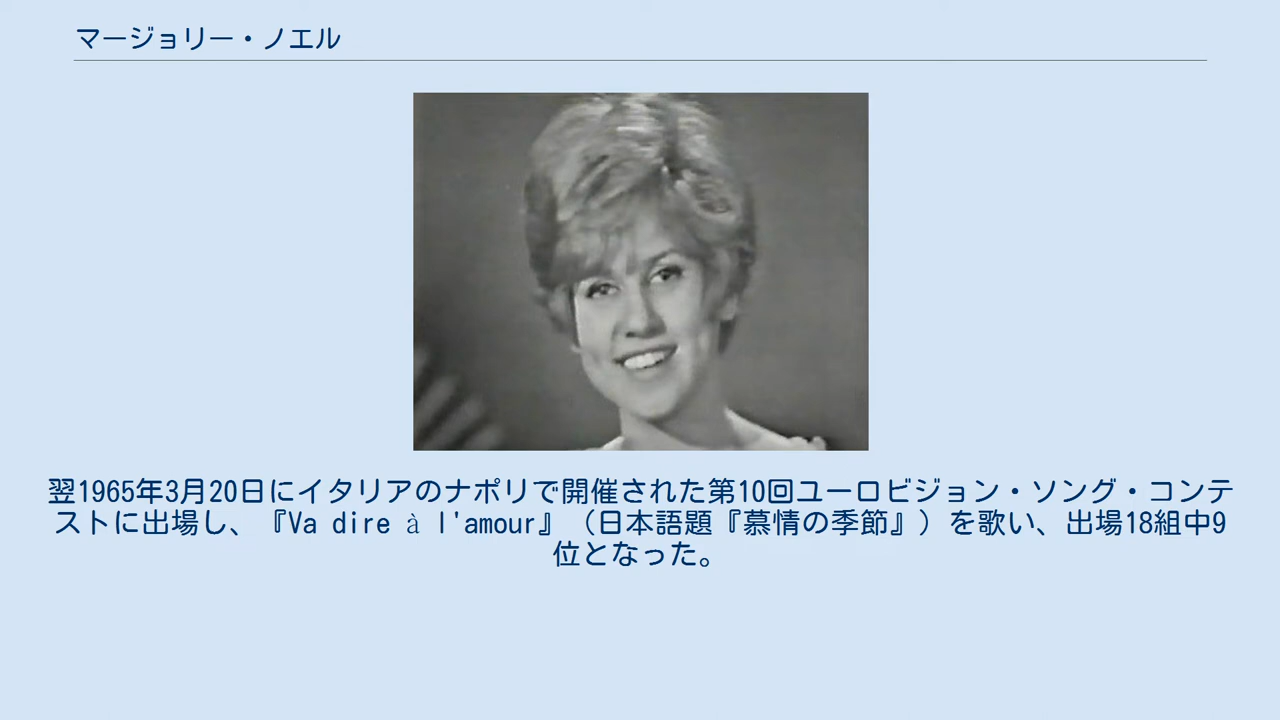 マージョリー・ノエル
翌1965年3月20日にイタリアのナポリで開催された第10回ユーロビジョン・ソング・コンテ
ストに出場し、『Va dire à l'amour』（日本語題『慕情の季節』）を歌い、出場18組中9
位となった。